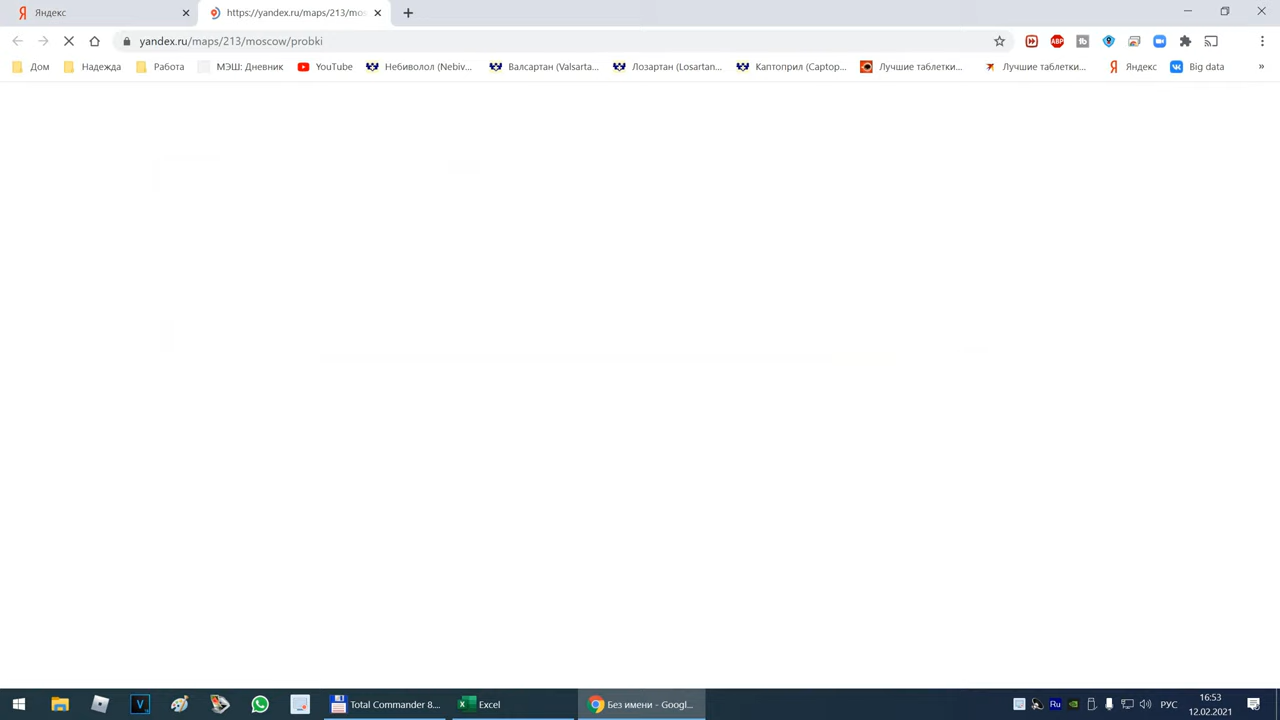 Яндекс
https://yandex.ru/maps/213/mos
yandex.ru/maps/213/moscow/probki
Дом Надежда Работа МЭШ: Дневник YouTube Небиволол (Nebiv... Валсартан (Valsarta... Лозартан (Losartan... Каптоприл (Captop... Лучшие таблетки... Лучшие таблетки... Яндекс Big data »
Total Commander 8.... Excel Без имени - Googl... Ru РУС
16:53
12.02.2021